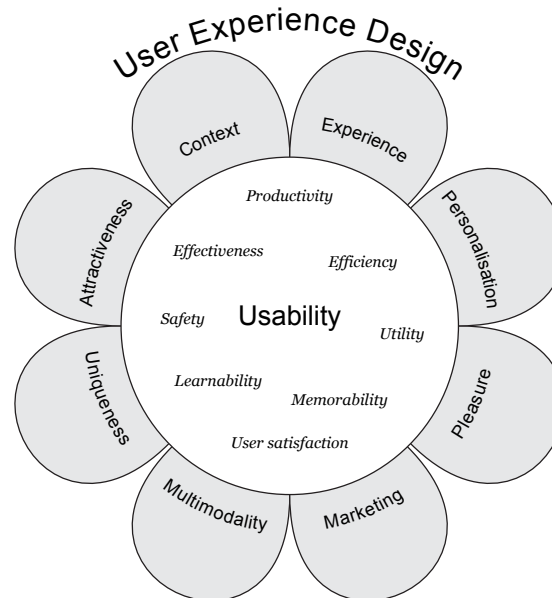 User Experience Design
Context
Experience
Attractiveness
Personalisation
Productivity
Effectiveness
Efficiency
Safety
Usability
Utility
Learnability
Memorability
User satisfaction
Uniqueness
Pleasure
Multimodality
Marketing